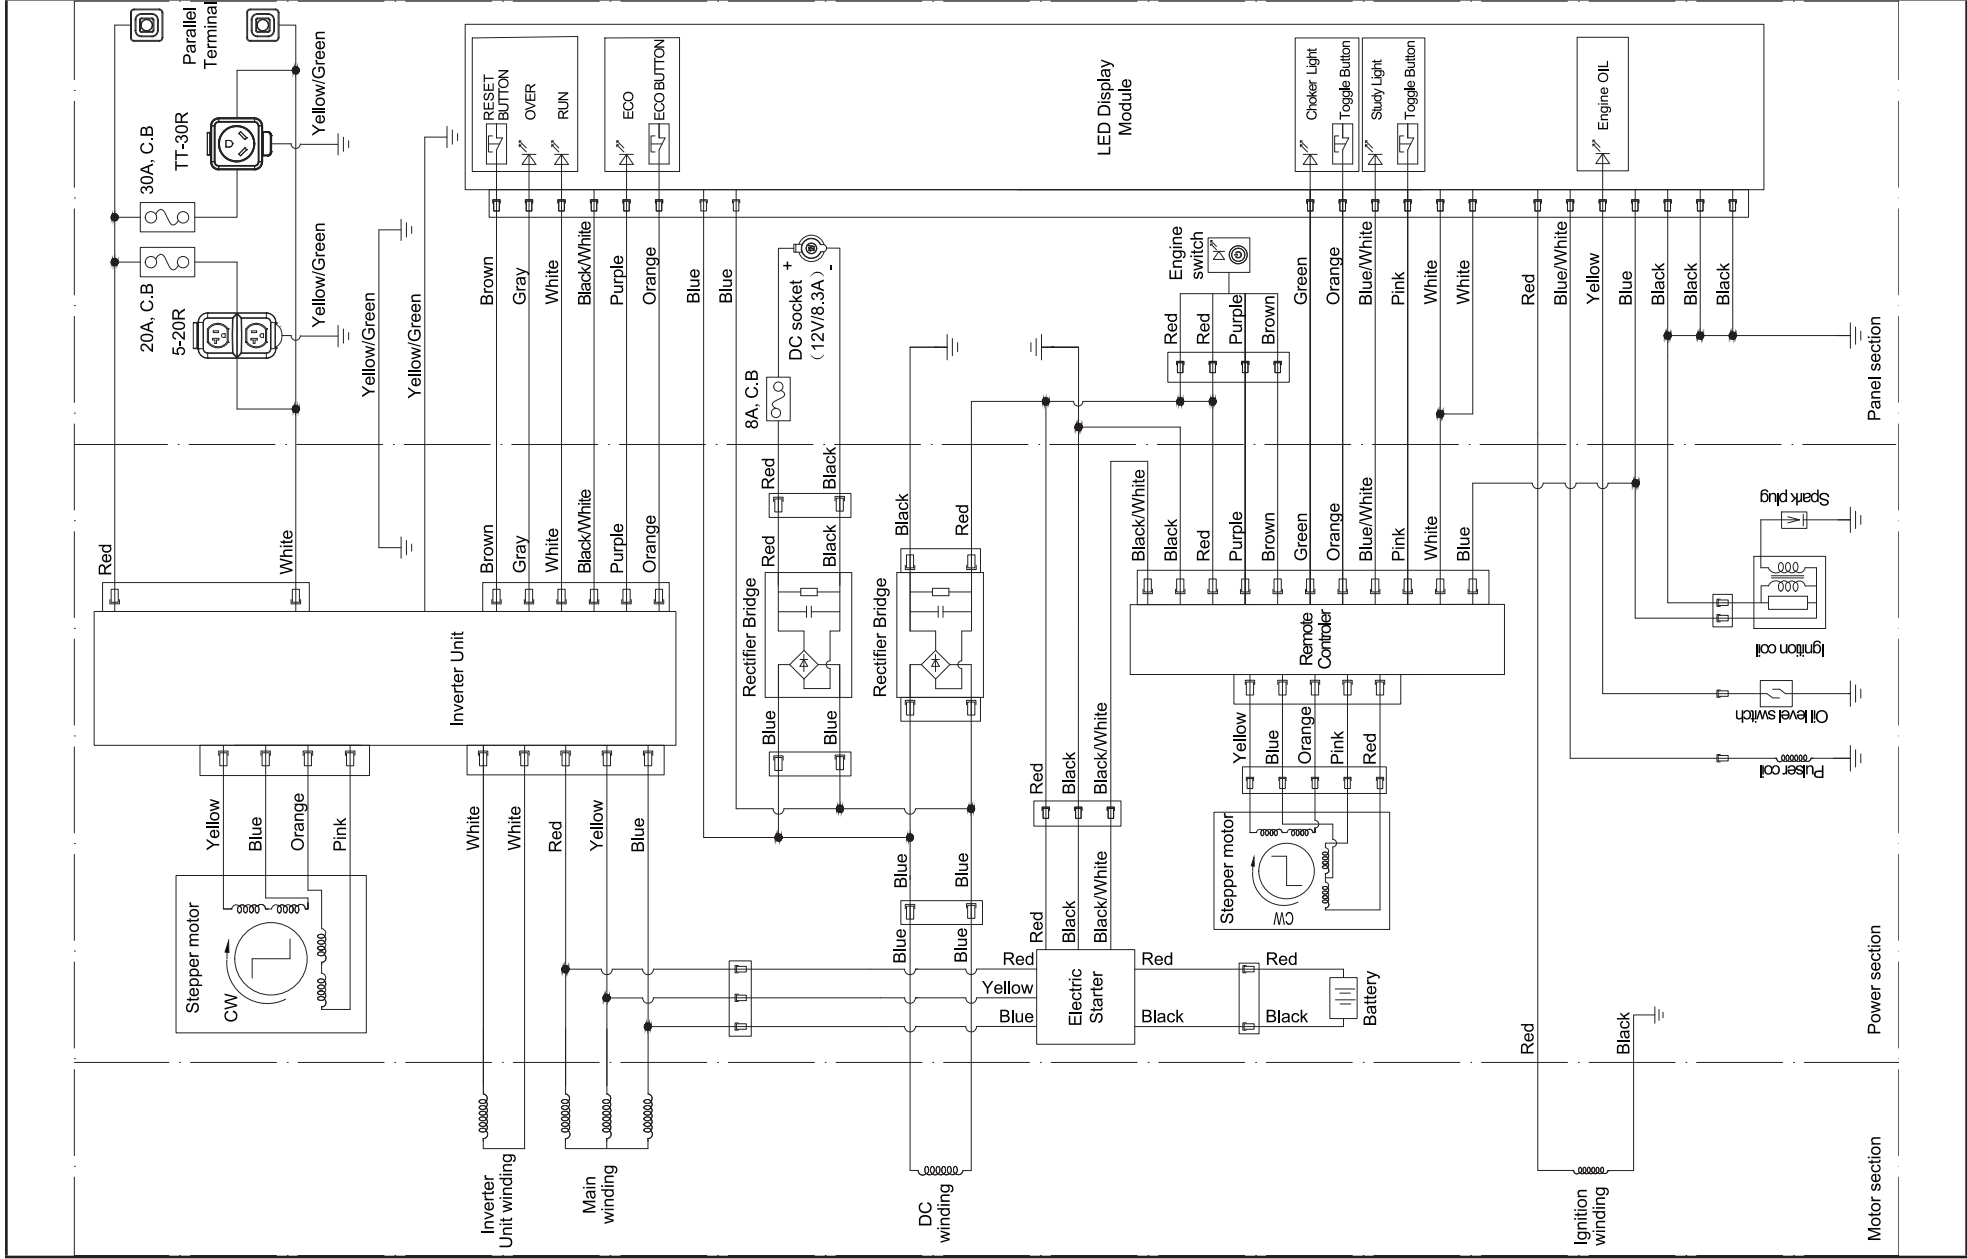 Parallel
Terminal
30A, C.B
TT-30R
Yellow/Green
20A, C.B
5-20R
Yellow/Green
Yellow/Green
Yellow/Green
Red
White
Inverter Unit
RESET
BUTTON
OVER
RUN
ECO
ECO BUTTON
LED Display
Module
Choker Light
Toggle Button
Study Light
Toggle Button
Engine OIL
Brown
Gray
White
Black/White
Purple
Orange
Blue
Blue
Green
Orange
Blue/White
Pink
White
White
Red
Blue/White
Yellow
Blue
Black
Black
Black
Engine
switch
Red
Red
Purple
Brown
DC socket
(12V/8.3A)
+
-
8A, C.B
Panel section
Brown
Gray
White
Black/White
Purple
Orange
Red
Black
Red
Black
Rectifier Bridge
Blue
Blue
Black
Red
Rectifier Bridge
Black/White
Black
Red
Purple
Brown
Green
Orange
Blue/White
Pink
White
Blue
Remote
Controler
Yellow
Blue
Orange
Pink
Red
Stepper motor
CW
Spark plug
Ignition coil
Oil level switch
Pulser coil
Yellow
Blue
Orange
Pink
Stepper motor
CW
White
White
Red
Yellow
Blue
Blue
Blue
Blue
Blue
Red
Black
Black/White
Red
Black
Black/White
Red
Yellow
Blue
Electric
Starter
Red
Black
Red
Black
Battery
Red
Black
Power section
Inverter
Unit winding
Main
winding
DC
winding
Ignition
winding
Motor section